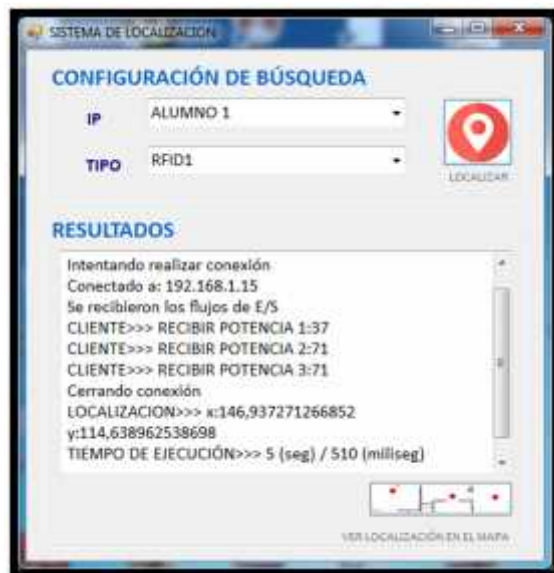 SISTEMA DE LOCALIZACIÓN
CONFIGURACIÓN DE BÚSQUEDA
IP
ALUMNO 1
TIPO
RFID1
LOCALIZAR
RESULTADOS
Intentando realizar conexión
Conectado a: 192.168.1.15
Se recibieron los flujos de E/S
CLIENTE>>> RECIBIR POTENCIA 1:37
CLIENTE>>> RECIBIR POTENCIA 2:71
CLIENTE>>> RECIBIR POTENCIA 3:71
Cerrando conexión
LOCALIZACION>>> x:146,937271266852
y:114,638962538698
TIEMPO DE EJECUCIÓN>>> 5 (seg) / 510 (miliseg)
VER LOCALIZACIÓN EN EL MAPA